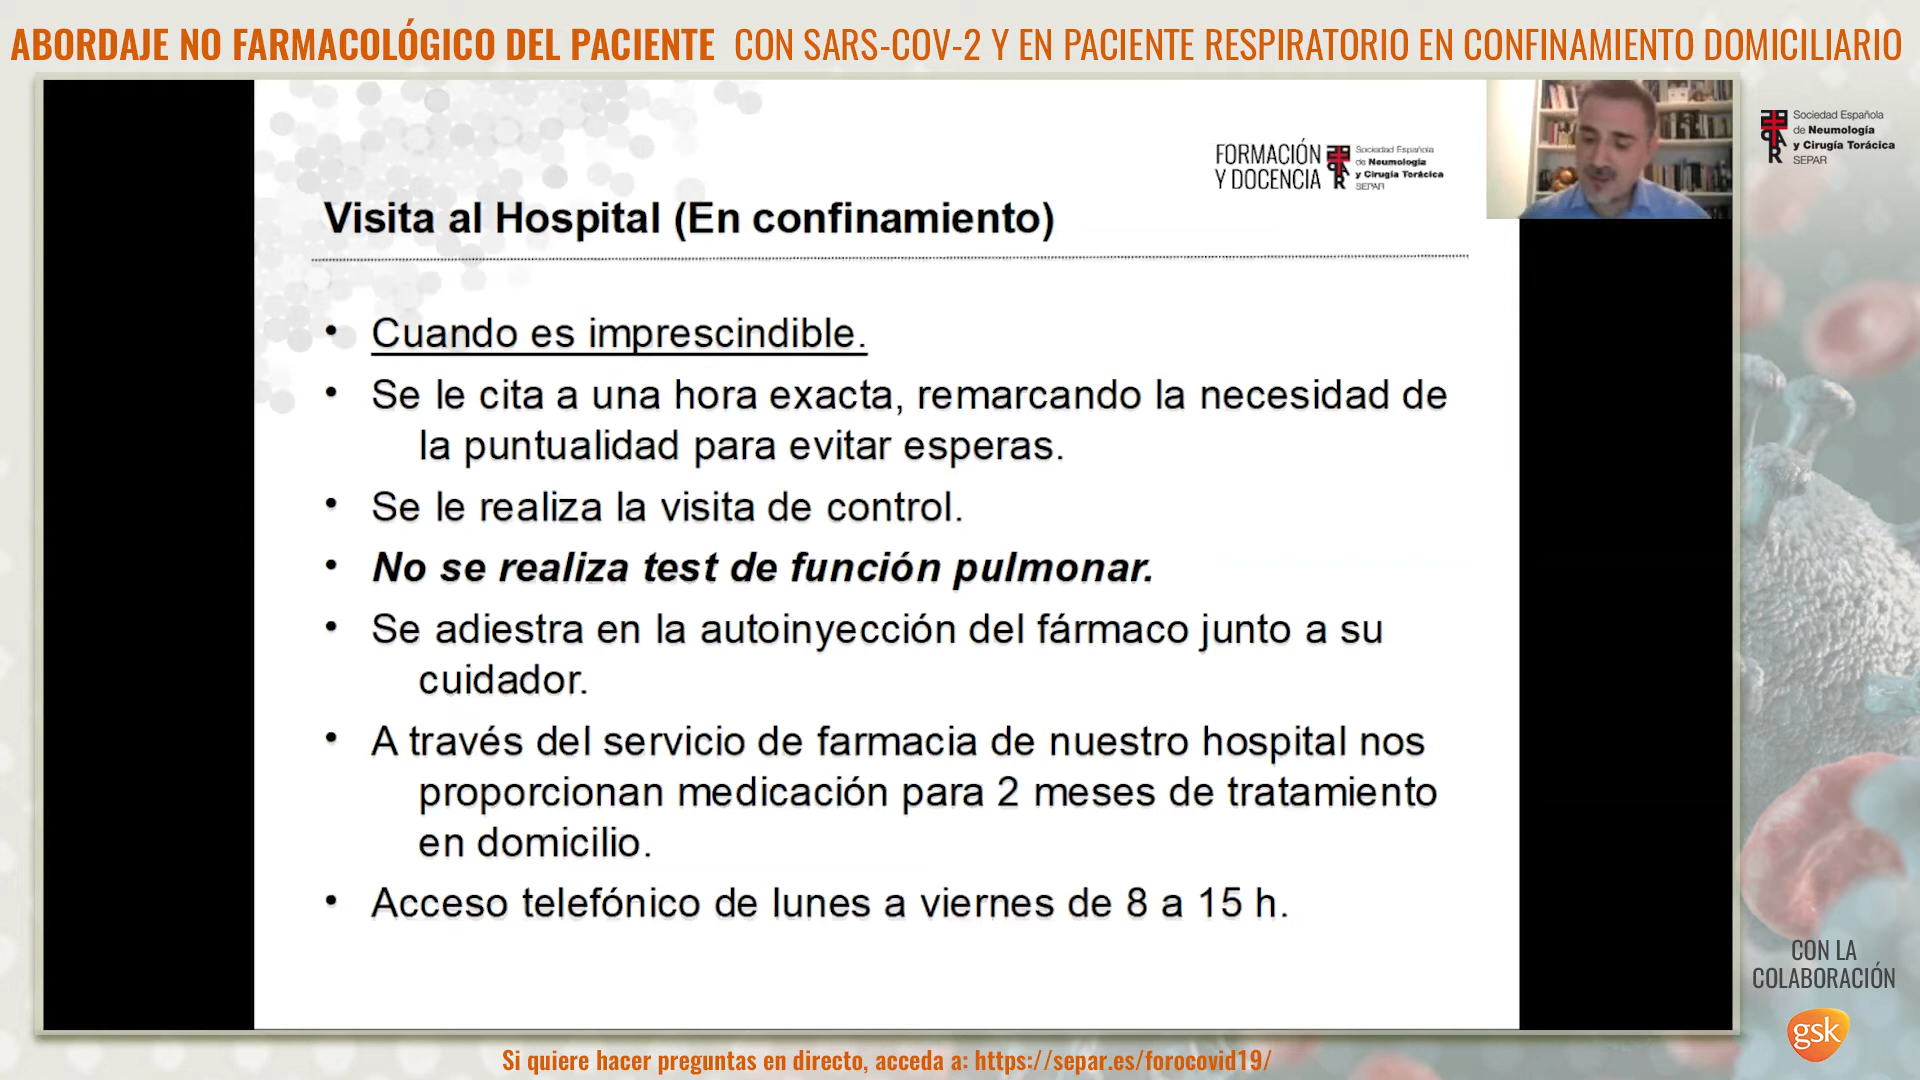 ABORDAJE NO FARMACOLÓGICO DEL PACIENTE CON SARS-COV-2 Y EN PACIENTE RESPIRATORIO EN CONFINAMIENTO DOMICILIARIO
FORMACIÓN
Y DOCENCIA
Sociedad Española
de Neumología
y Cirugía Torácica
SEPAR
Sociedad Española
de Neumología
y Cirugía Torácica
SEPAR
Visita al Hospital (En confinamiento)
• Cuando es imprescindible.
• Se le cita a una hora exacta, remarcando la necesidad de
la puntualidad para evitar esperas.
• Se le realiza la visita de control.
• No se realiza test de función pulmonar.
• Se adiestra en la autoinyección del fármaco junto a su
cuidador.
• A través del servicio de farmacia de nuestro hospital nos
proporcionan medicación para 2 meses de tratamiento
en domicilio.
• Acceso telefónico de lunes a viernes de 8 a 15 h.
CON LA
COLABORACIÓN
gsk
Si quiere hacer preguntas en directo, acceda a: https://separ.es/forocovid19/